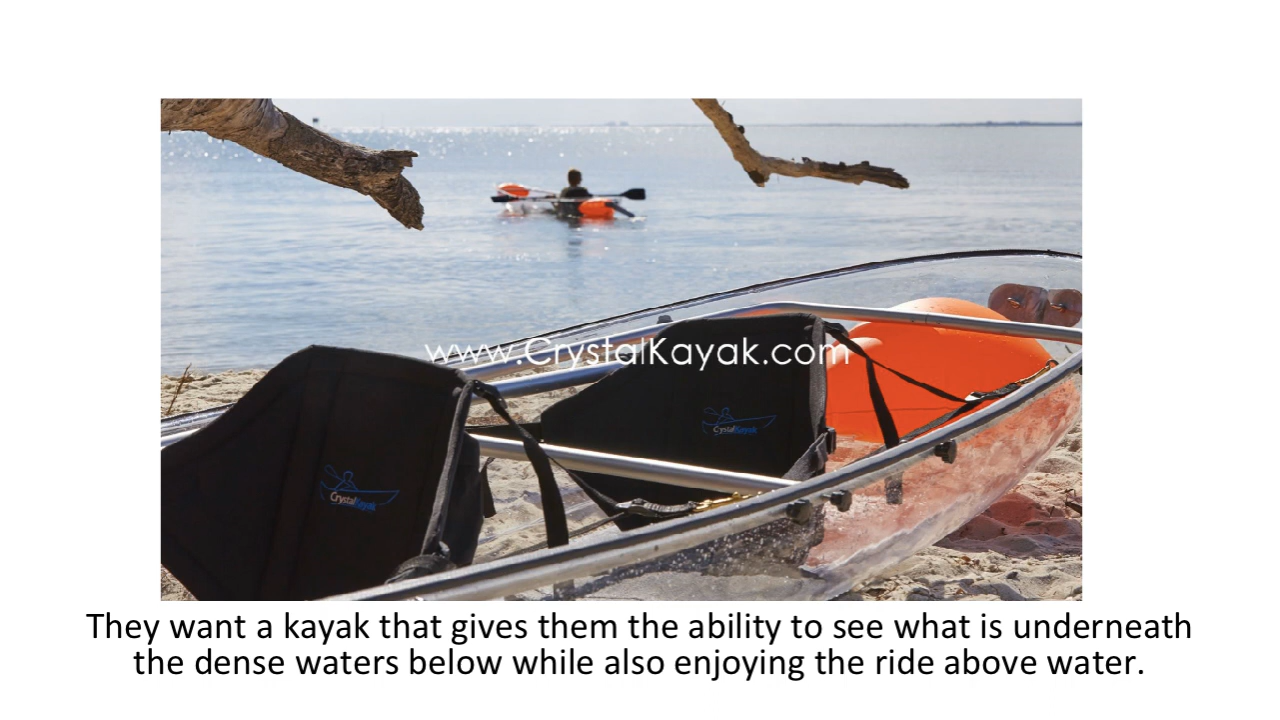 www.CrystalKayak.com
CrystalKayak
CrystalKayak
They want a kayak that gives them the ability to see what is underneath
the dense waters below while also enjoying the ride above water.